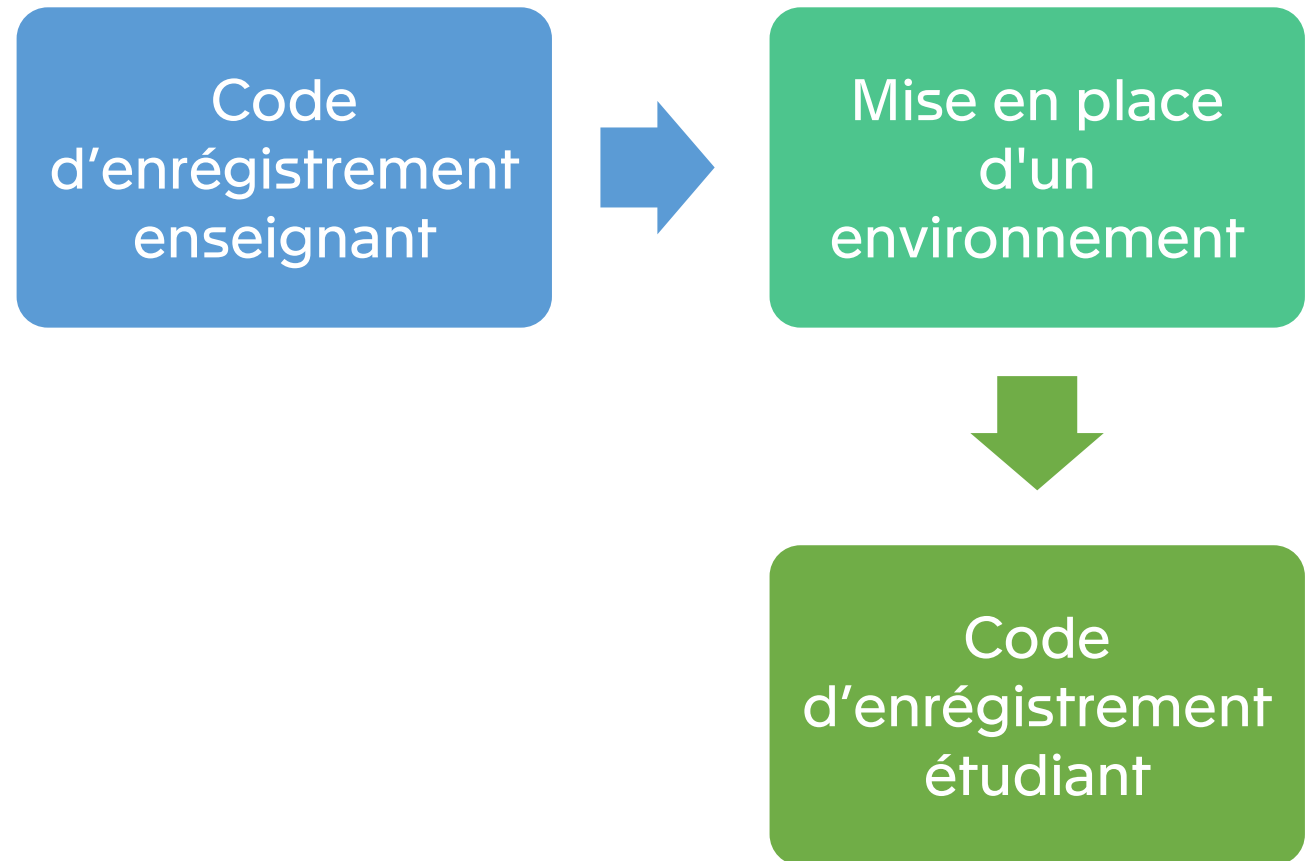 Code
d’enrégistrement
enseignant
Mise en place
d'un
environnement
Code
d’enrégistrement
étudiant